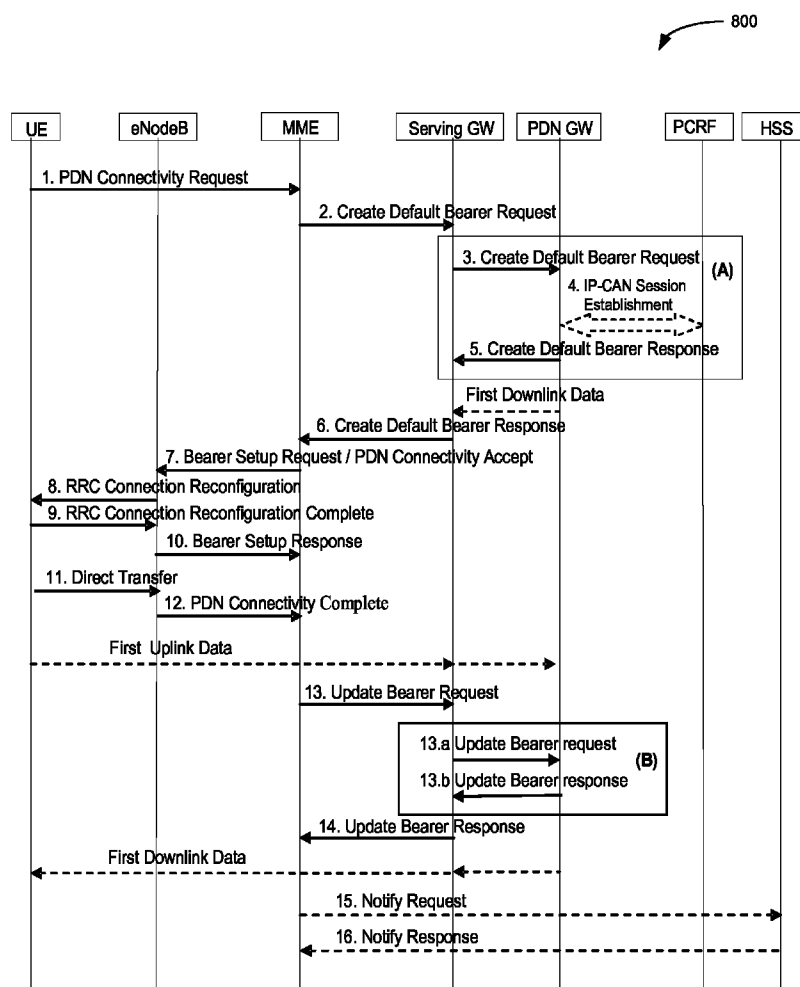 800
UE eNodeB MME Serving GW PDN GW PCRF HSS
1. PDN Connectivity Request
2. Create Default Bearer Request
3. Create Default Bearer Request
(A)
4. IP-CAN Session
Establishment
5. Create Default Bearer Response
First Downlink Data
6. Create Default Bearer Response
7. Bearer Setup Request / PDN Connectivity Accept
8. RRC Connection Reconfiguration
9. RRC Connection Reconfiguration Complete
10. Bearer Setup Response
11. Direct Transfer
12. PDN Connectivity Complete
First Uplink Data
13. Update Bearer Request
13.a Update Bearer request
(B)
13.b Update Bearer response
14. Update Bearer Response
First Downlink Data
15. Notify Request
16. Notify Response